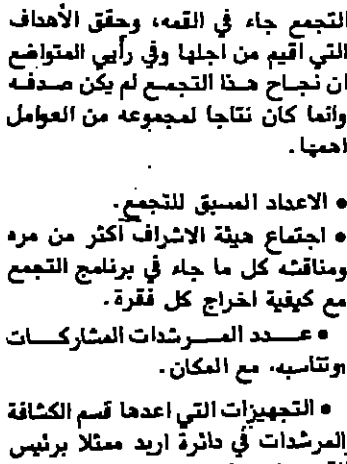 التجمع جاء في القمه، وحقق الأهداف
التي اقيم من اجلها وفي رأيي المتواضع
ان نجاح هذا التجمع لم يكن صدفه
وانما كان نتاجا لمجموعه من العوامل
اهمها.
• الاعداد المسبق للتجمع.
• اجتماع هيئة الاشراف اكثر من مره
ومناقشه كل ما جاء في برنامج التجمع
مع كيفية اخراج كل فقرة.
• عدد المرشدات المشاركات
وتناسبه، مع المكان.
• التجهيزات التي اعدها قسم الكشافة
المرشدات في دائرة اربد ممثلا برئيس